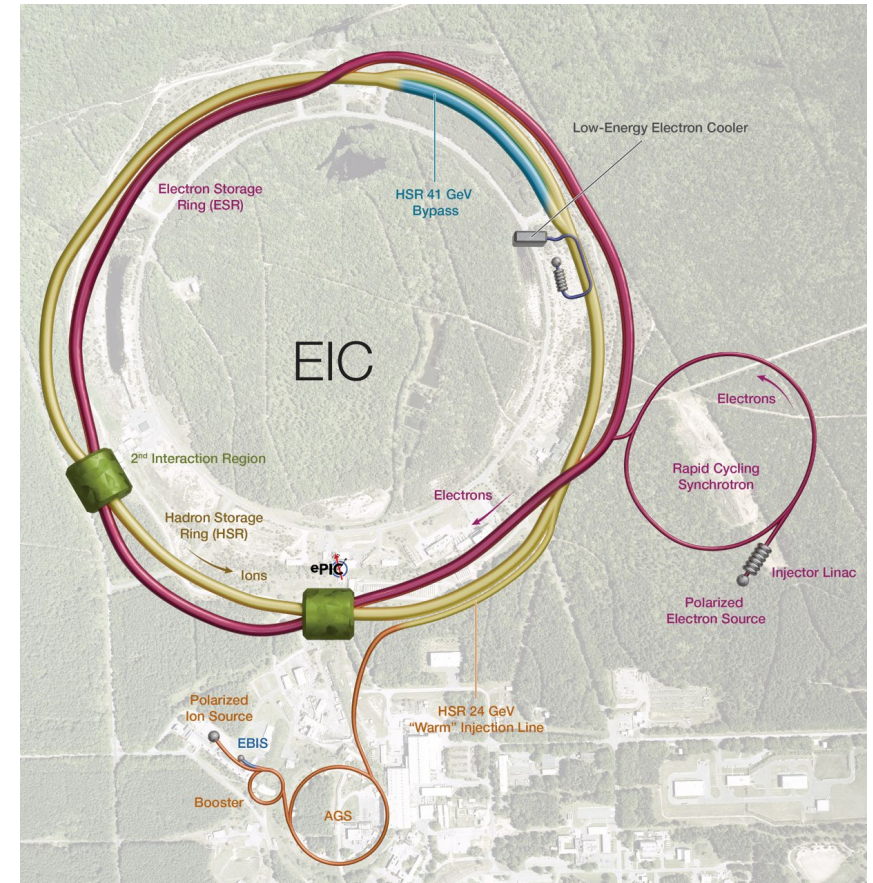 Low-Energy Electron Cooler
Electron Storage
Ring (ESR)
HSR 41 GeV
Bypass
EIC
Electrons
2nd Interaction Region
Rapid Cycling
Synchrotron
Electrons
Hadron Storage
Ring (HSR)
Ions
ePIC
Injector Linac
Polarized
Electron Source
Polarized
Ion Source
HSR 24 GeV
“Warm” Injection Line
EBIS
Booster
AGS